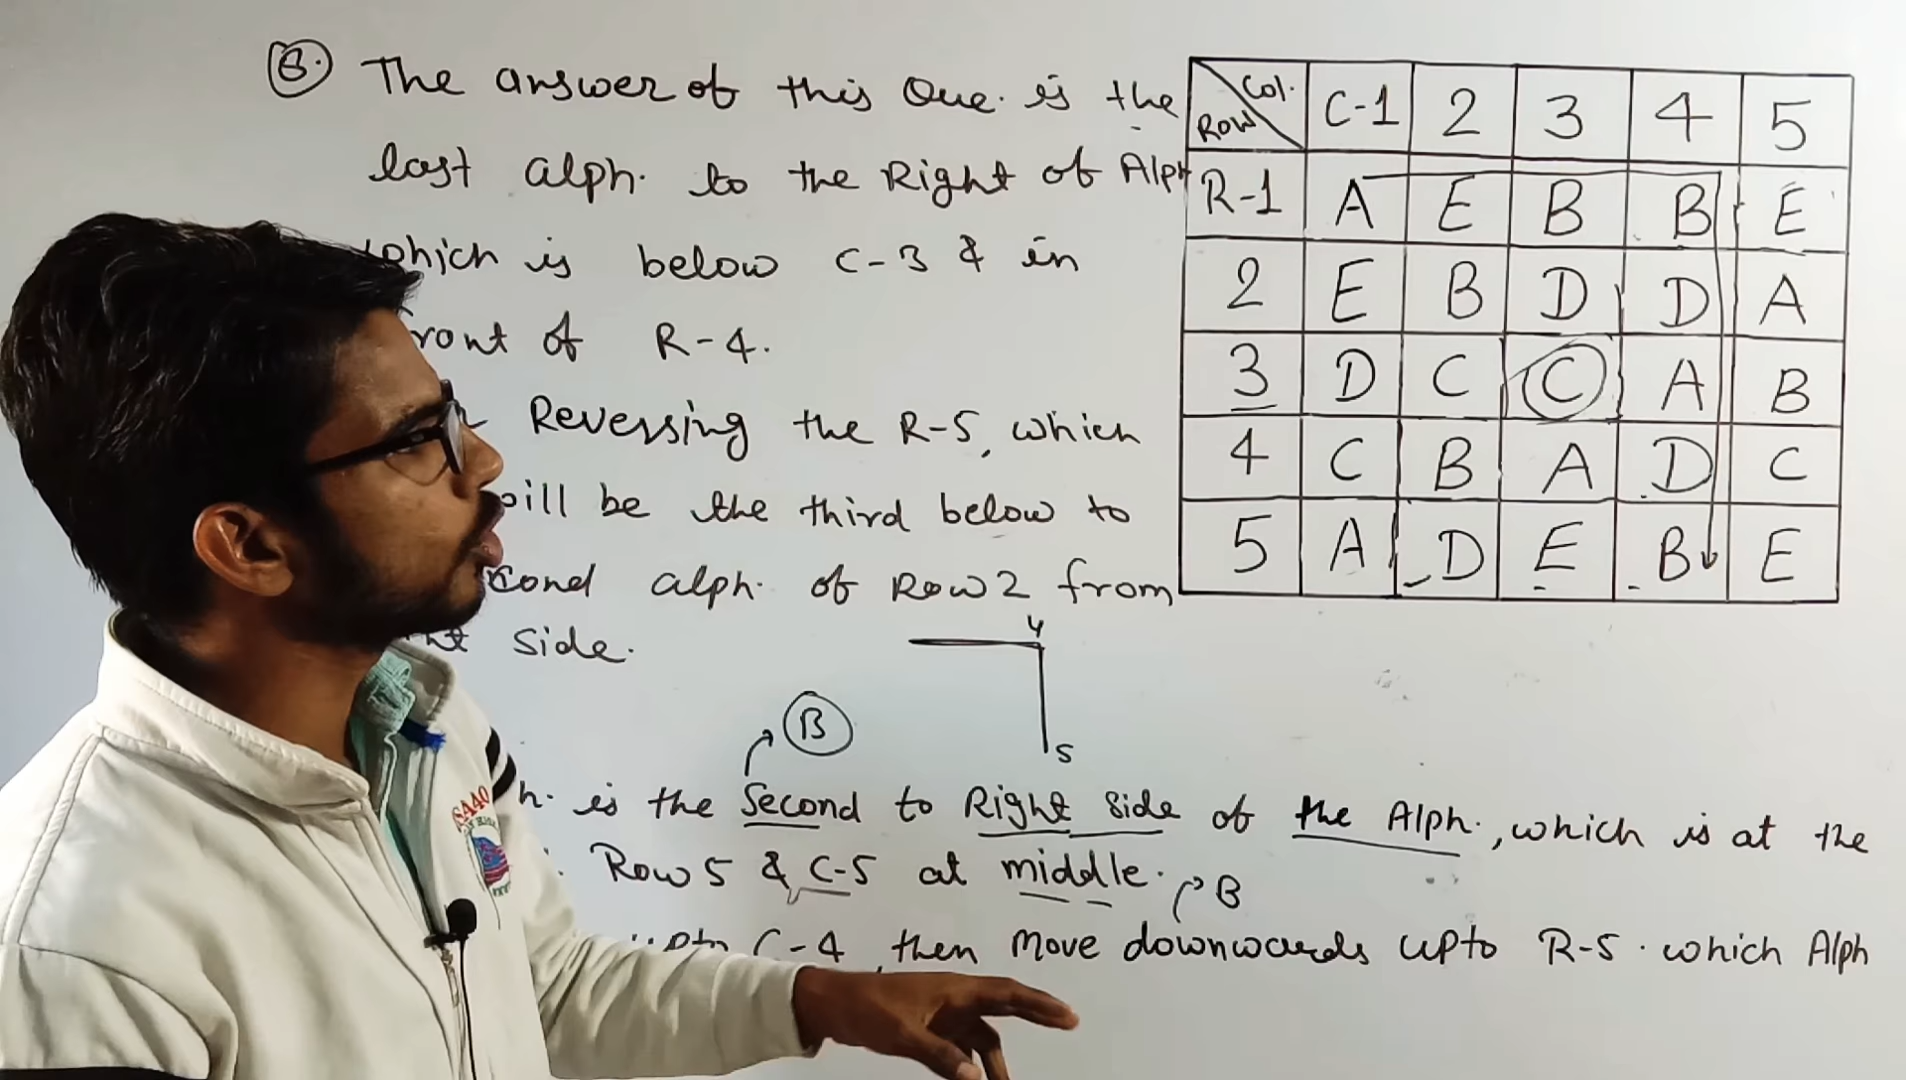 6. The answer of this Que. is the
last alph. to the Right of Alph
which is below C-3 & in
front of R-4.
Reversing the R-5, which
will be the third below to
second alph. of Row 2 from
side.
4
5
B
is the Second to Right side of the Alph., which is at the
Row 5 & C-5 at middle.
B
upto C-4, then move downwards upto R-5. which Alph
Col. Row C-1 2 3 4 5
R-1 A E B B E
2 E B D D A
3 D C C A B
4 C B A D C
5 A D E B E